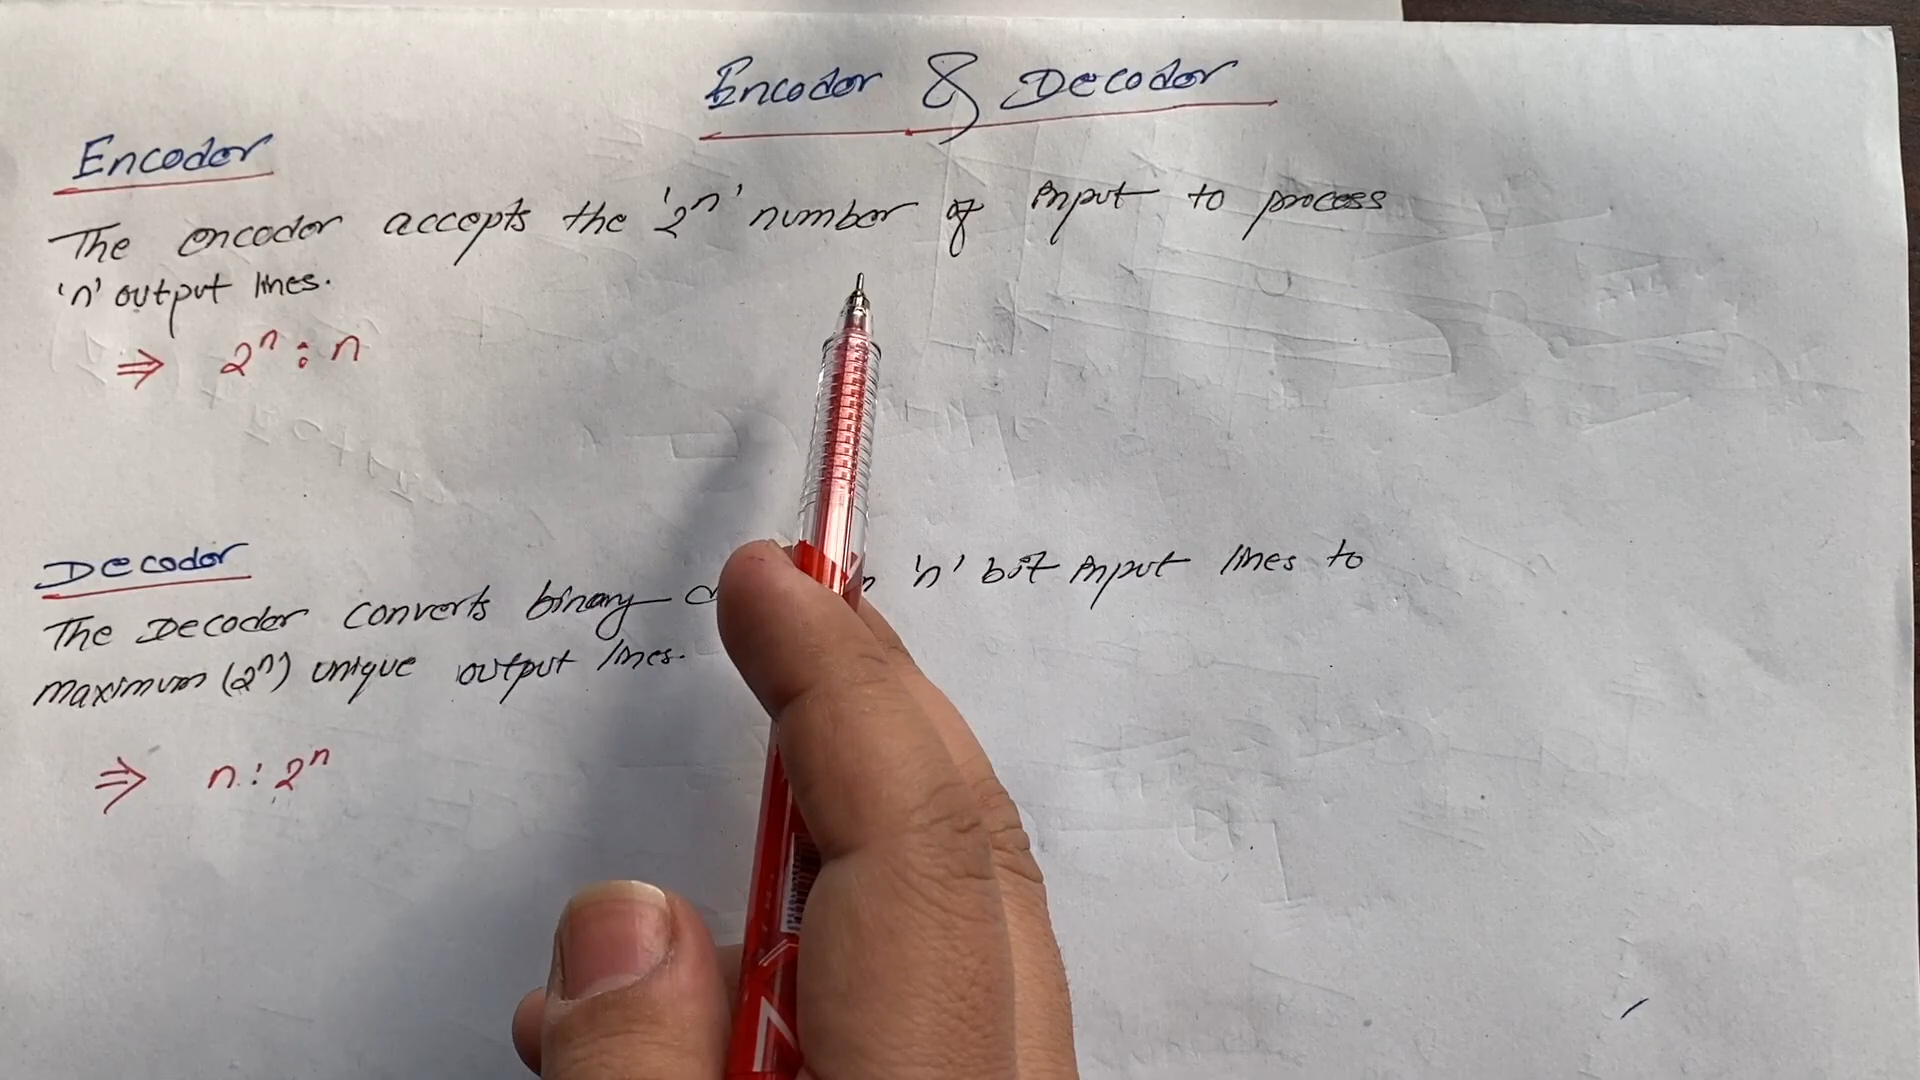 Encoder & Decoder
Encoder
The encoder accepts the '2ⁿ' number of input to process
'n' output lines.
⇒ 2ⁿ : n
Decoder
The Decoder converts binary 'n' bit input lines to
maximum (2ⁿ) unique output lines.
⇒ n : 2ⁿ